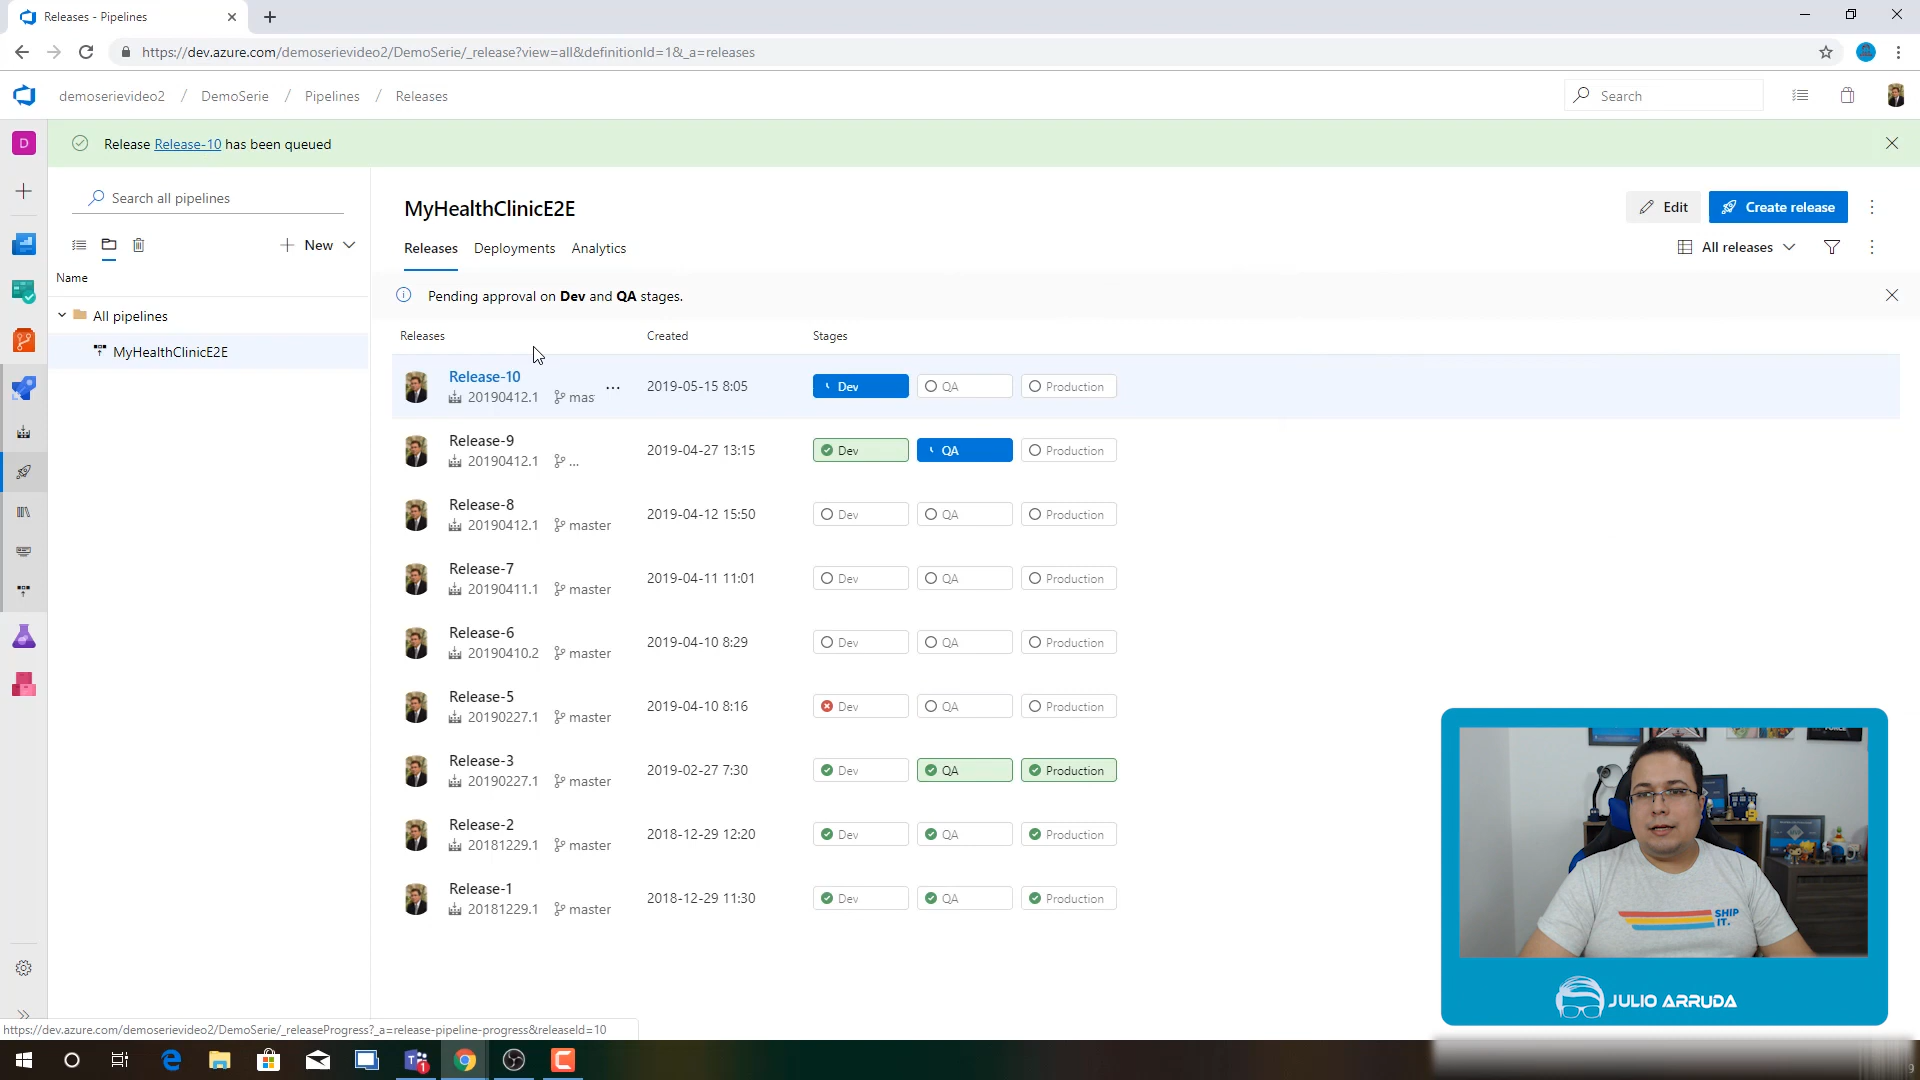 Releases - Pipelines
https://dev.azure.com/demoserievideo2/DemoSerie/_release?view=all&definitionId=1&_a=releases
demoserievideo2 / DemoSerie / Pipelines / Releases
Search
D
Release Release-10 has been queued
Search all pipelines
New
Name
All pipelines
MyHealthClinicE2E
MyHealthClinicE2E
Edit
Create release
Releases Deployments Analytics
All releases
Pending approval on Dev and QA stages.
Releases Created Stages
Release-10
20190412.1 mas
...
2019-05-15 8:05
Dev QA Production
Release-9
20190412.1 ...
2019-04-27 13:15
Dev QA Production
Release-8
20190412.1 master
2019-04-12 15:50
Dev QA Production
Release-7
20190411.1 master
2019-04-11 11:01
Dev QA Production
Release-6
20190410.2 master
2019-04-10 8:29
Dev QA Production
Release-5
20190227.1 master
2019-04-10 8:16
Dev QA Production
Release-3
20190227.1 master
2019-02-27 7:30
Dev QA Production
Release-2
20181229.1 master
2018-12-29 12:20
Dev QA Production
Release-1
20181229.1 master
2018-12-29 11:30
Dev QA Production
SHIP
IT.
JULIO ARRUDA
https://dev.azure.com/demoserievideo2/DemoSerie/_releaseProgress?_a=release-pipeline-progress&releaseId=10
1